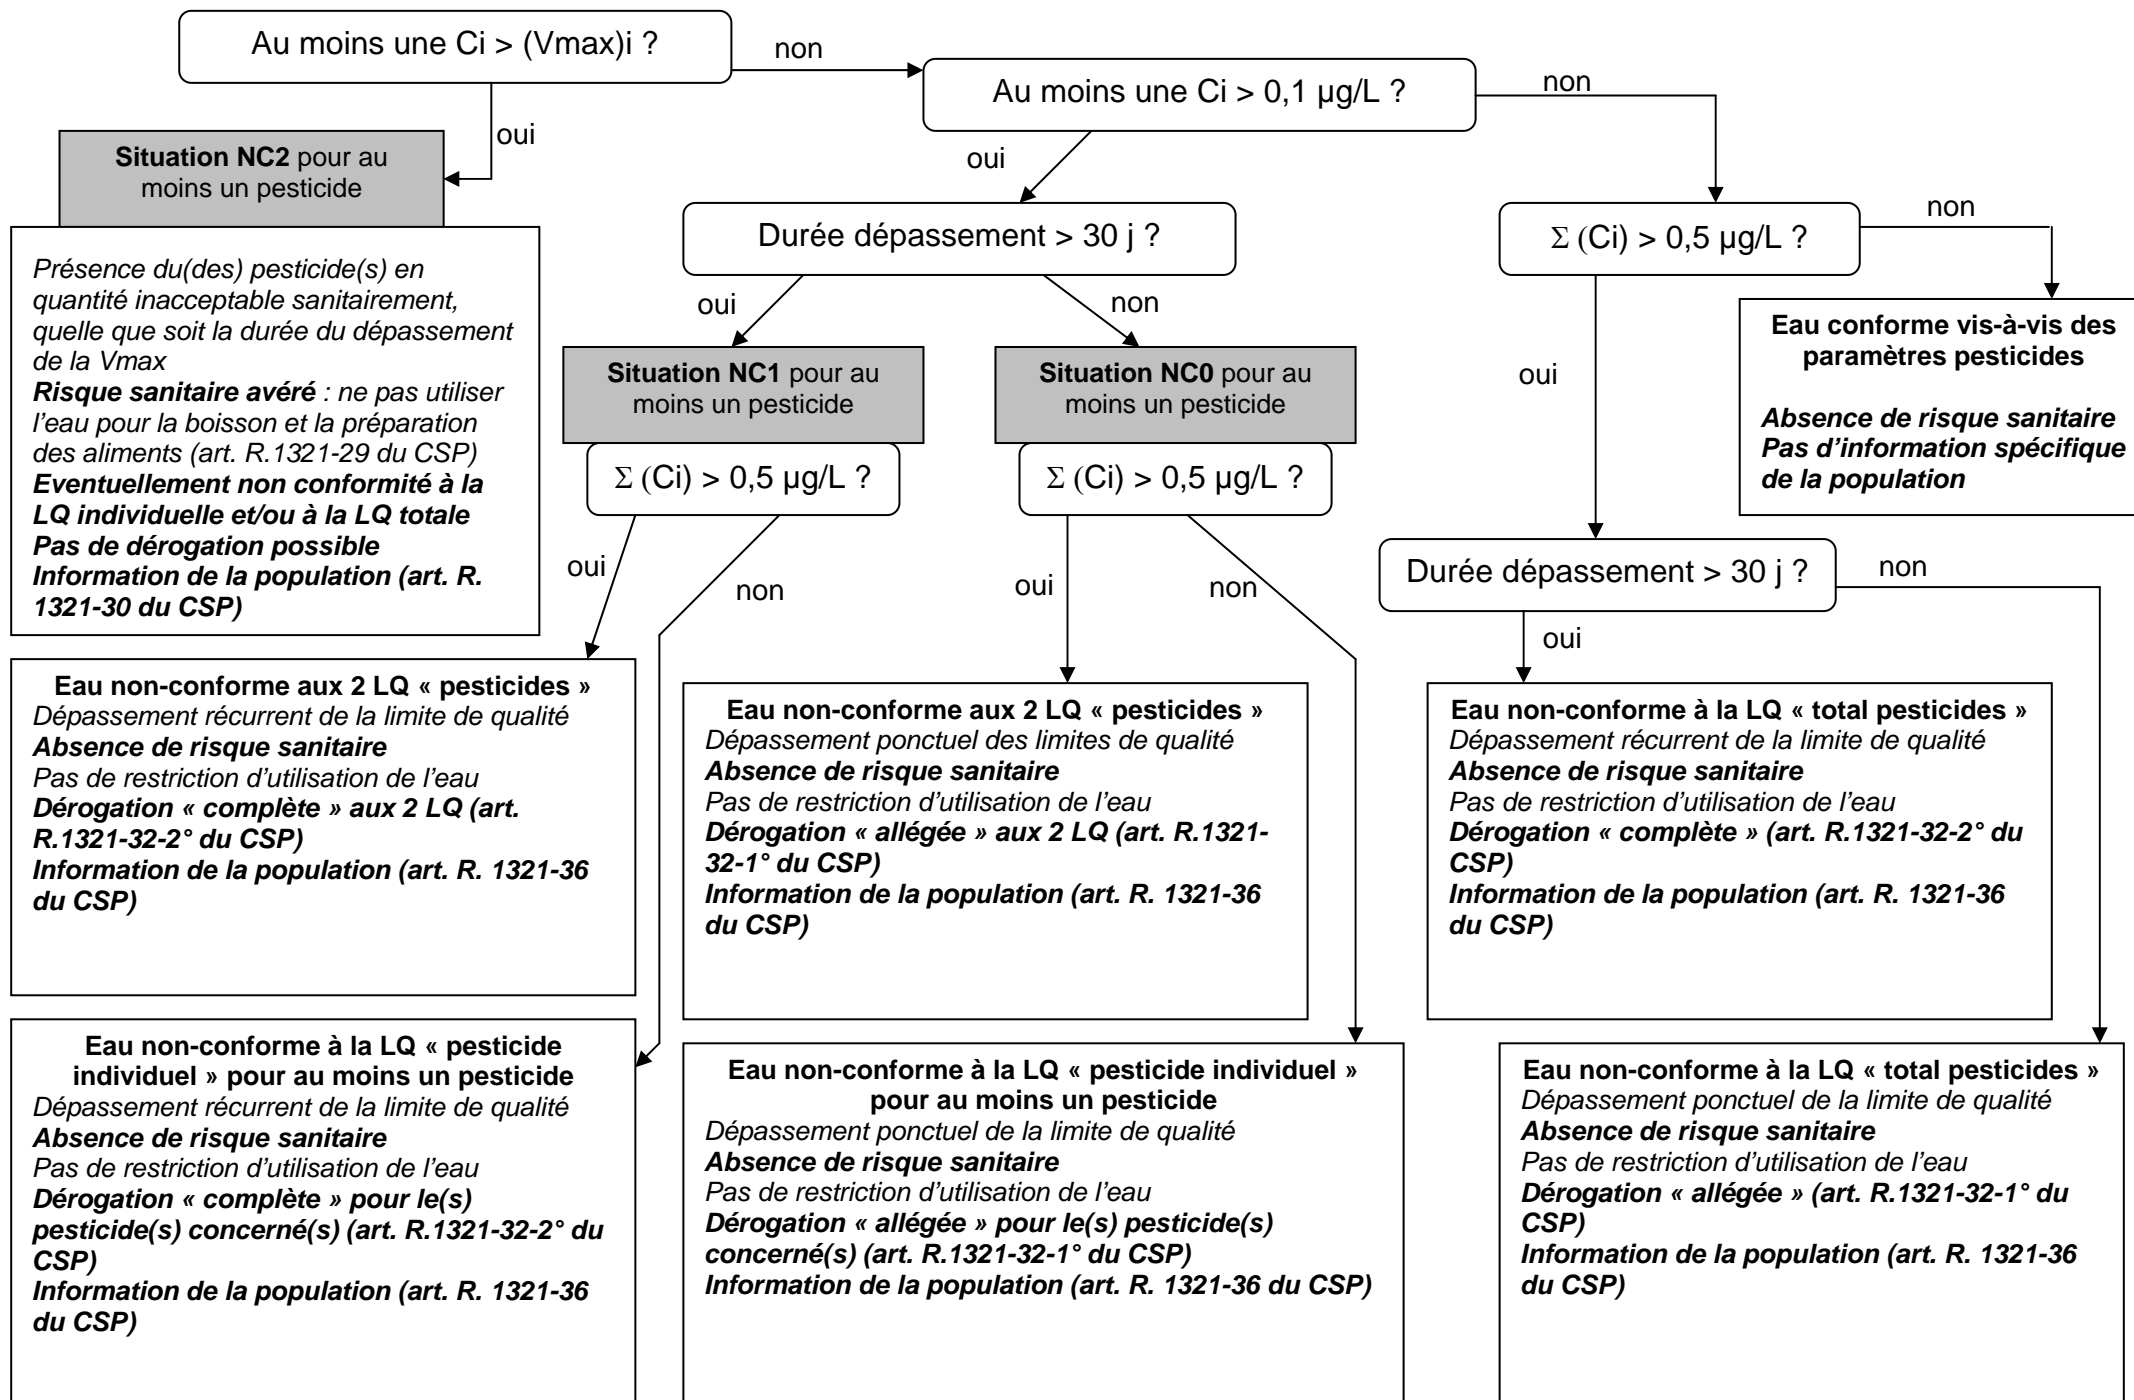 Au moins une Ci > (Vmax)i ?
non
Au moins une Ci > 0,1 µg/L ?
non
oui
Situation NC2 pour au
moins un pesticide
oui
Durée dépassement > 30 j ?
Σ (Ci) > 0,5 µg/L ?
non
Présence du(des) pesticide(s) en
quantité inacceptable sanitairement,
quelle que soit la durée du dépassement
de la Vmax
Risque sanitaire avéré : ne pas utiliser
l’eau pour la boisson et la préparation
des aliments (art. R.1321-29 du CSP)
Eventuellement non conformité à la
LQ individuelle et/ou à la LQ totale
Pas de dérogation possible
Information de la population (art. R.
1321-30 du CSP)
oui
non
Situation NC1 pour au
moins un pesticide
Situation NC0 pour au
moins un pesticide
oui
Eau conforme vis-à-vis des
paramètres pesticides
Absence de risque sanitaire
Pas d’information spécifique
de la population
Σ (Ci) > 0,5 µg/L ?
Σ (Ci) > 0,5 µg/L ?
oui
non
oui
non
Durée dépassement > 30 j ?
non
oui
Eau non-conforme aux 2 LQ « pesticides »
Dépassement récurrent de la limite de qualité
Absence de risque sanitaire
Pas de restriction d’utilisation de l’eau
Dérogation « complète » aux 2 LQ (art.
R.1321-32-2° du CSP)
Information de la population (art. R. 1321-36
du CSP)
Eau non-conforme aux 2 LQ « pesticides »
Dépassement ponctuel des limites de qualité
Absence de risque sanitaire
Pas de restriction d’utilisation de l’eau
Dérogation « allégée » aux 2 LQ (art. R.1321-
32-1° du CSP)
Information de la population (art. R. 1321-36
du CSP)
Eau non-conforme à la LQ « total pesticides »
Dépassement récurrent de la limite de qualité
Absence de risque sanitaire
Pas de restriction d’utilisation de l’eau
Dérogation « complète » (art. R.1321-32-2° du
CSP)
Information de la population (art. R. 1321-36
du CSP)
Eau non-conforme à la LQ « pesticide
individuel » pour au moins un pesticide
Dépassement récurrent de la limite de qualité
Absence de risque sanitaire
Pas de restriction d’utilisation de l’eau
Dérogation « complète » pour le(s)
pesticide(s) concerné(s) (art. R.1321-32-2° du
CSP)
Information de la population (art. R. 1321-36
du CSP)
Eau non-conforme à la LQ « pesticide individuel »
pour au moins un pesticide
Dépassement ponctuel de la limite de qualité
Absence de risque sanitaire
Pas de restriction d’utilisation de l’eau
Dérogation « allégée » pour le(s) pesticide(s)
concerné(s) (art. R.1321-32-1° du CSP)
Information de la population (art. R. 1321-36 du CSP)
Eau non-conforme à la LQ « total pesticides »
Dépassement ponctuel de la limite de qualité
Absence de risque sanitaire
Pas de restriction d’utilisation de l’eau
Dérogation « allégée » (art. R.1321-32-1° du
CSP)
Information de la population (art. R. 1321-36
du CSP)